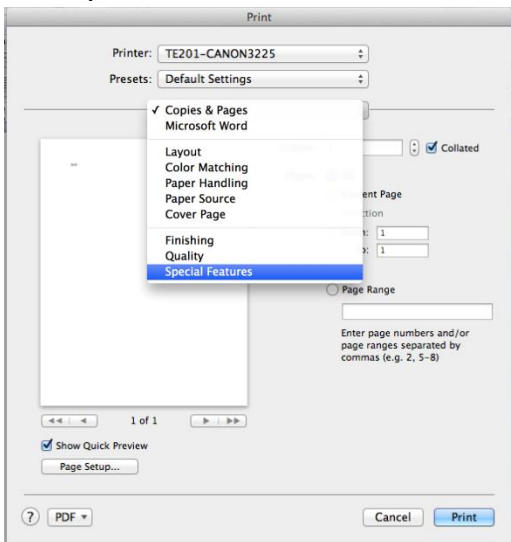 Print
Printer: TE201-CANON3225
Presets: Default Settings
✓ Copies & Pages
Microsoft Word
Layout
Color Matching
Paper Handling
Paper Source
Cover Page
Finishing
Quality
Special Features
Collated
Page
1
1
Page Range
Enter page numbers and/or
page ranges separated by
commas (e.g. 2, 5-8)
1 of 1
Show Quick Preview
Page Setup...
? PDF
Cancel
Print